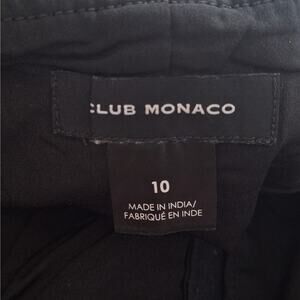 CLUB MONACO
10
MADE IN INDIA/
FABRIQUÉ EN INDE